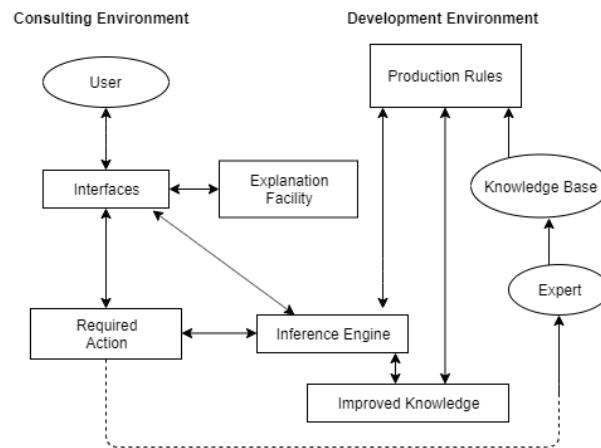 Consulting Environment
Development Environment
User
Production Rules
Interfaces
Explanation
Facility
Knowledge Base
Expert
Required
Action
Inference Engine
Improved Knowledge